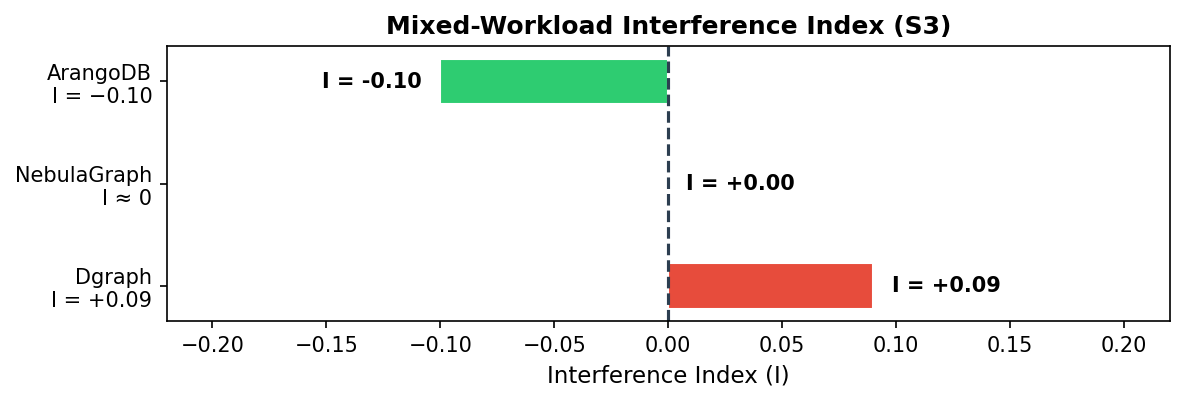 Mixed-Workload Interference Index (S3)
ArangoDB
I = −0.10
I = -0.10
NebulaGraph
I ≈ 0
I = +0.00
Dgraph
I = +0.09
I = +0.09
−0.20 −0.15 −0.10 −0.05 0.00 0.05 0.10 0.15 0.20
Interference Index (I)